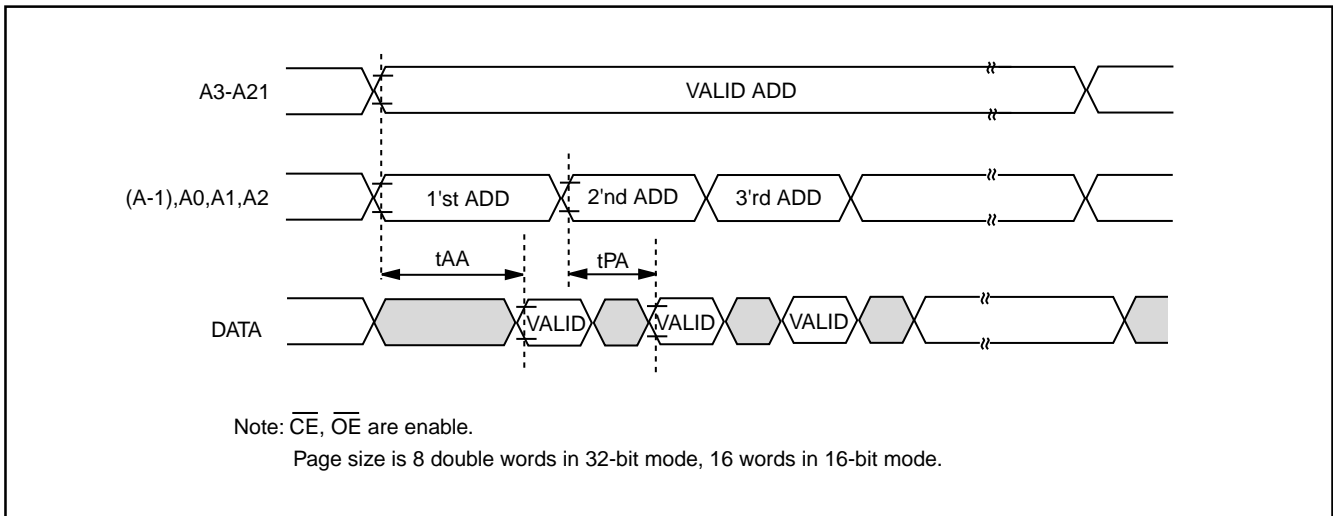 A3-A21
VALID ADD
(A-1),A0,A1,A2
1'st ADD
2'nd ADD
3'rd ADD
tAA
tPA
DATA
VALID
VALID
VALID
Note: C̅E̅, O̅E̅ are enable.
Page size is 8 double words in 32-bit mode, 16 words in 16-bit mode.